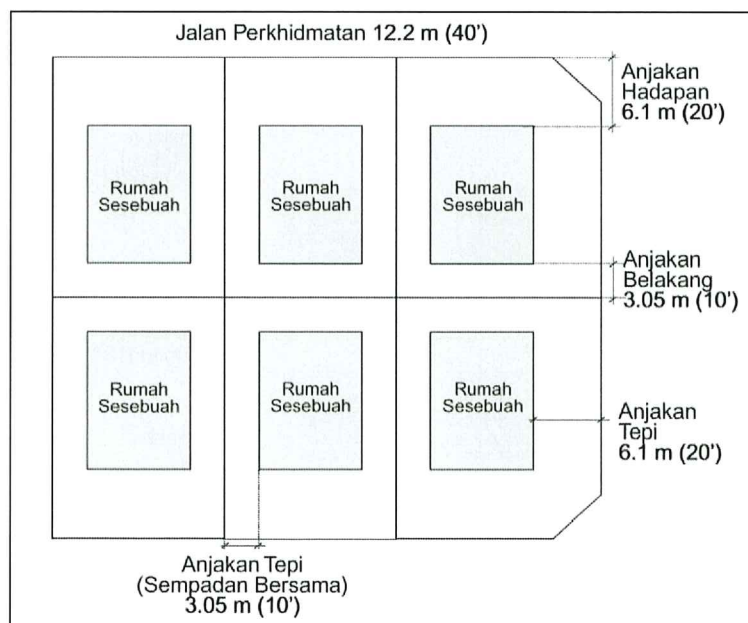 Jalan Perkhidmatan 12.2 m (40')
Anjakan
Hadapan
6.1 m (20')
Rumah
Sesebuah
Rumah
Sesebuah
Rumah
Sesebuah
Anjakan
Belakang
3.05 m (10')
Rumah
Sesebuah
Rumah
Sesebuah
Rumah
Sesebuah
Anjakan
Tepi
6.1 m (20')
Anjakan Tepi
(Sempadan Bersama)
3.05 m (10')